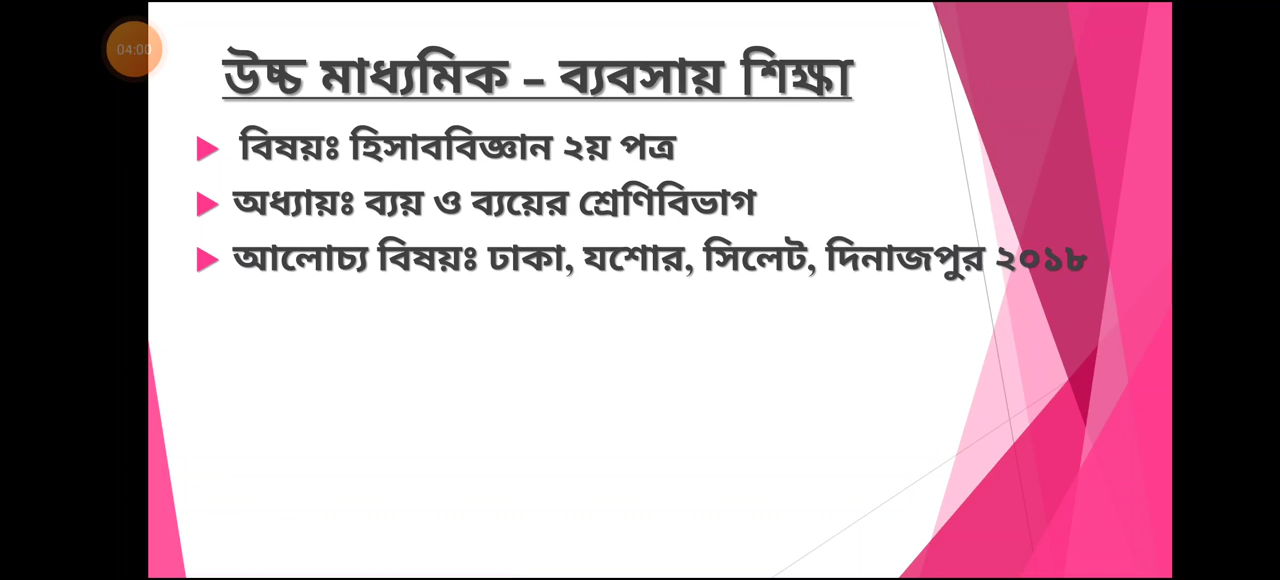 04:00
উচ্চ মাধ্যমিক – ব্যবসায় শিক্ষা
বিষয়ঃ হিসাববিজ্ঞান ২য় পত্র
অধ্যায়ঃ ব্যয় ও ব্যয়ের শ্রেণিবিভাগ
আলোচ্য বিষয়ঃ ঢাকা, যশোর, সিলেট, দিনাজপুর ২০১৮